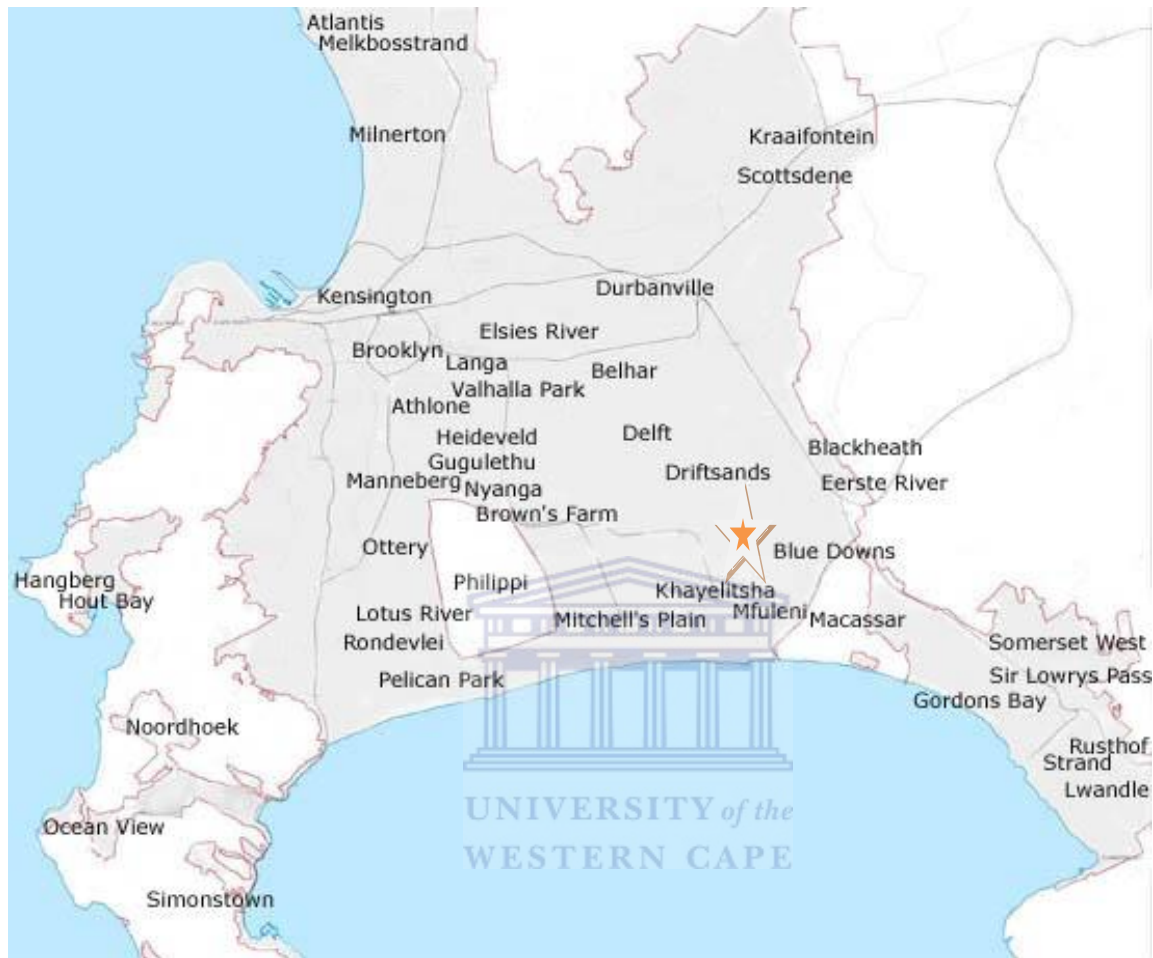 Atlantis
Melkbosstrand
Milnerton
Kraaifontein
Scottsdene
Durbanville
Kensington
Elsies River
Brooklyn
Langa
Belhar
Valhalla Park
Athlone
Delft
Heideveld
Blackheath
Gugulethu
Driftsands
Manneberg
Eerste River
Nyanga
Brown's Farm
Ottery
Blue Downs
Hangberg
Philippi
Khayelitsha
Hout Bay
Mfuleni
Lotus River
Mitchell's Plain
Macassar
Rondevlei
Somerset West
Pelican Park
Sir Lowrys Pass
Gordons Bay
Noordhoek
Rusthof
Strand
Lwandle
UNIVERSITY of the
WESTERN CAPE
Ocean View
Simonstown